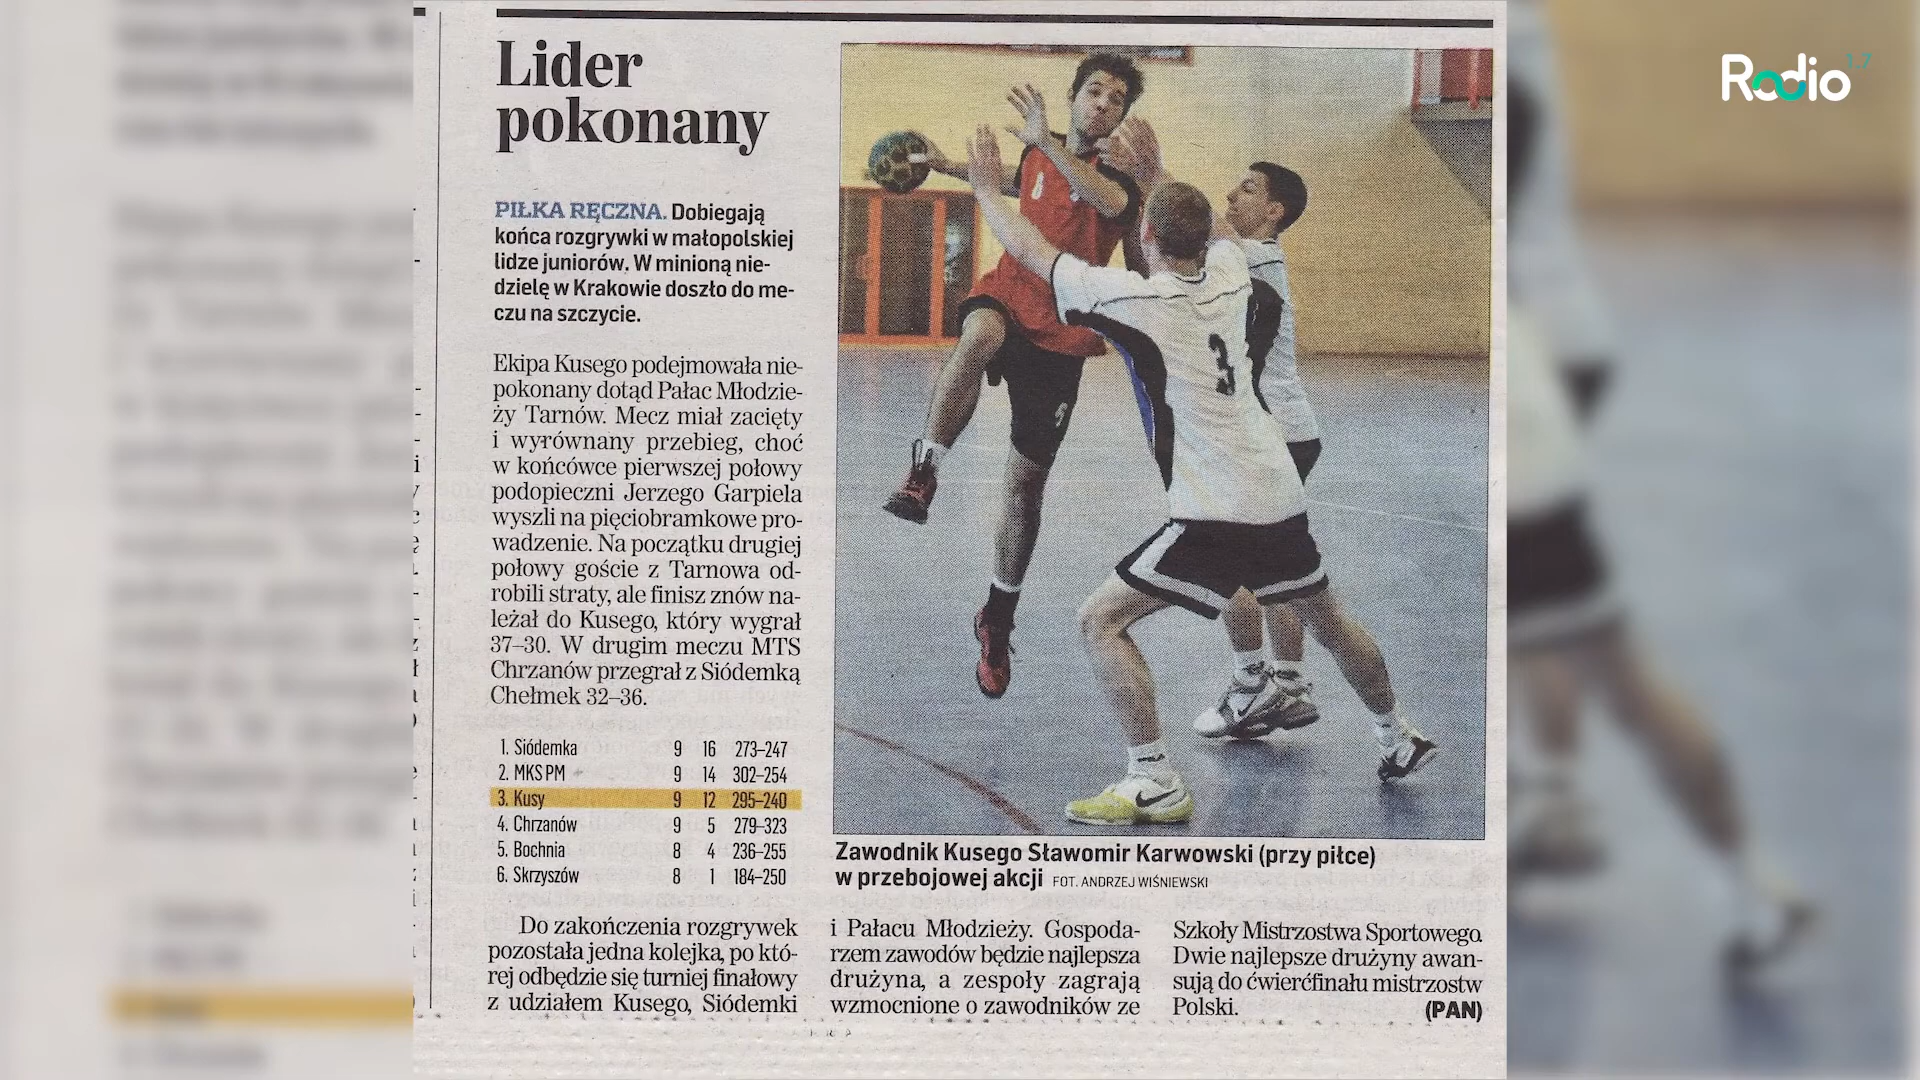 Radio 1.7
Lider
pokonany
PIŁKA RĘCZNA. Dobiegają
końca rozgrywki w małopolskiej
lidze juniorów. W minioną nie-
dzielę w Krakowie doszło do me-
czu na szczycie.
Ekipa Kusego podejmowała nie-
pokonany dotąd Pałac Młodzie-
ży Tarnów. Mecz miał zacięty
i wyrównany przebieg, choć
w końcówce pierwszej połowy
podopieczni Jerzego Garpiela
wyszli na pięciobramkowe pro-
wadzenie. Na początku drugiej
połowy goście z Tarnowa od-
robili straty, ale finisz znów na-
leżał do Kusego, który wygrał
37–30. W drugim meczu MTS
Chrzanów przegrał z Siódemką
Chełmek 32–36.
1. Siódemka 9 16 273–247
2. MKS PM 9 14 302–254
3. Kusy 9 12 295–240
4. Chrzanów 9 5 279–323
5. Bochnia 8 4 236–255
6. Skrzyszów 8 1 184–250
3
Zawodnik Kusego Sławomir Karwowski (przy piłce)
w przebojowej akcji FOT. ANDRZEJ WIŚNIEWSKI
Do zakończenia rozgrywek
pozostała jedna kolejka, po któ-
rej odbędzie się turniej finałowy
z udziałem Kusego, Siódemki
i Pałacu Młodzieży. Gospoda-
rzem zawodów będzie najlepsza
drużyna, a zespoły zagrają
wzmocnione o zawodników ze
Szkoły Mistrzostwa Sportowego.
Dwie najlepsze drużyny awan-
sują do ćwierćfinału mistrzostw
Polski. (PAN)